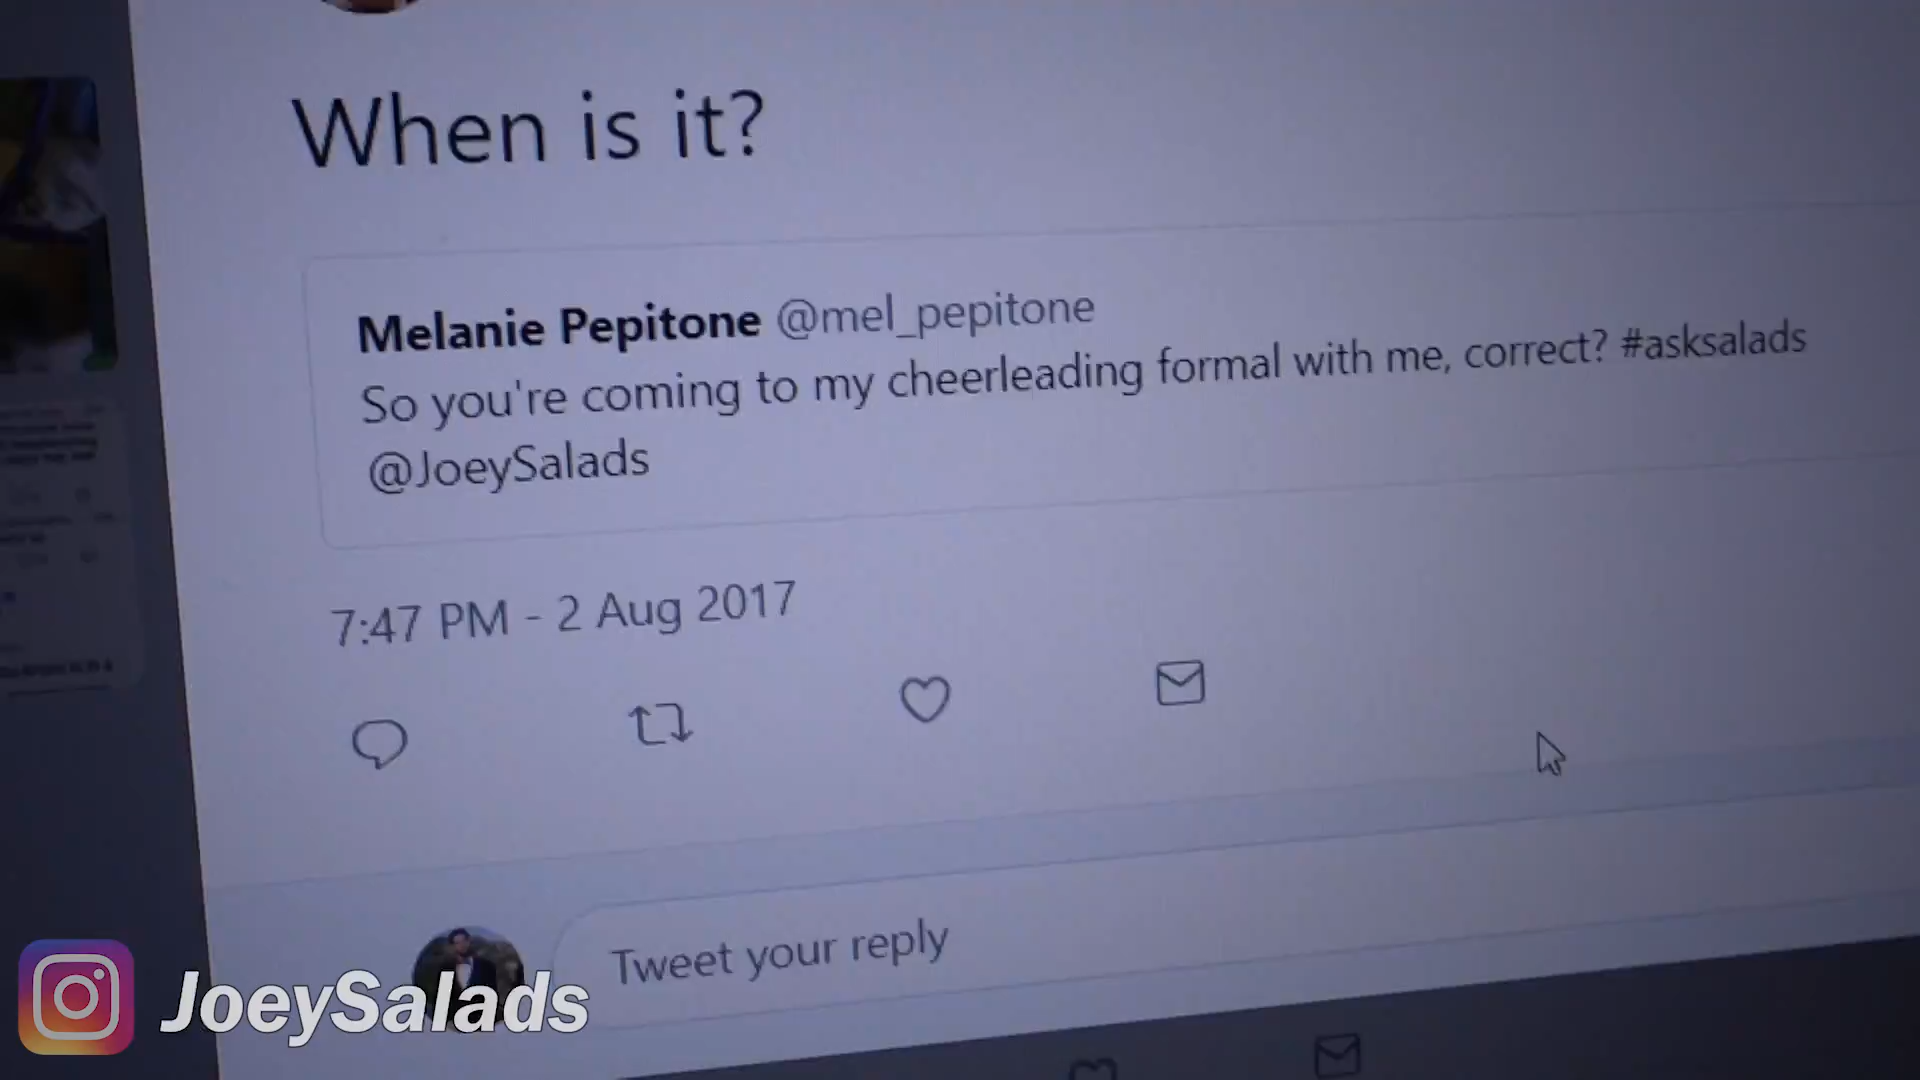 When is it?
Melanie Pepitone @mel_pepitone
So you're coming to my cheerleading formal with me, correct? #asksalads
@JoeySalads
7:47 PM - 2 Aug 2017
Tweet your reply
JoeySalads